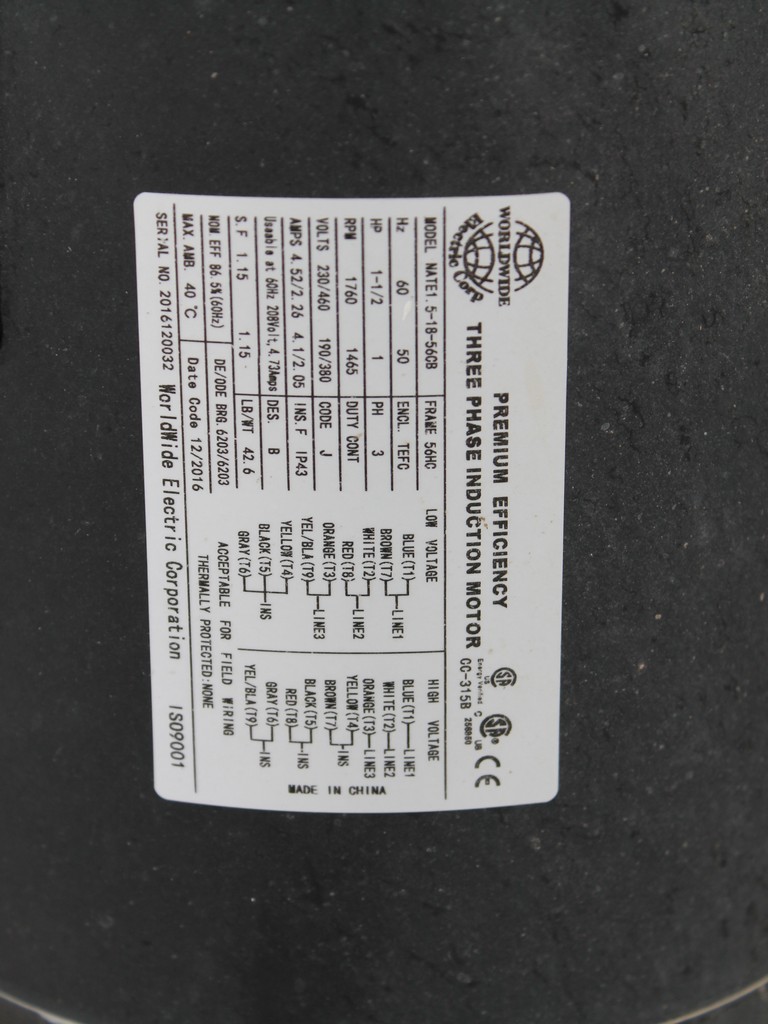 WORLDWIDE
Electric Corp
PREMIUM EFFICIENCY
THREE PHASE INDUCTION MOTOR
Energy Verified
CC-315B
C US
256080
CE
MODEL NATE1.5-18-56CB FRAME 56HC
Hz 60 50 ENCL. TEFC
HP 1-1/2 1 PH 3
RPM 1760 1465 DUTY CONT
VOLTS 230/460 190/380 CODE J
AMPS 4.52/2.26 4.1/2.05 INS. F IP43
Useable at 60Hz 208Volt, 4.73Amps DES. B
S.F 1.15 1.15 LB/WT 42.6
NOM.EFF 86.5%(60Hz) DE/ODE BRG. 6203/6203
MAX. AMB. 40 ℃ Date Code 12/2016
SERIAL NO. 2016120032 WorldWide Electric Corporation ISO9001
LOW VOLTAGE
BLUE(T1)
BROWN(T7) LINE1
WHITE(T2)
RED(T8) LINE2
ORANGE(T3)
YEL/BLA(T9) LINE3
YELLOW(T4)
BLACK(T5) INS
GRAY(T6)
HIGH VOLTAGE
BLUE(T1) LINE1
WHITE(T2) LINE2
ORANGE(T3) LINE3
YELLOW(T4)
BROWN(T7) INS
BLACK(T5)
RED(T8) INS
GRAY(T6)
YEL/BLA(T9) INS
ACCEPTABLE FOR FIELD WIRING
THERMALLY PROTECTED:NONE
MADE IN CHINA